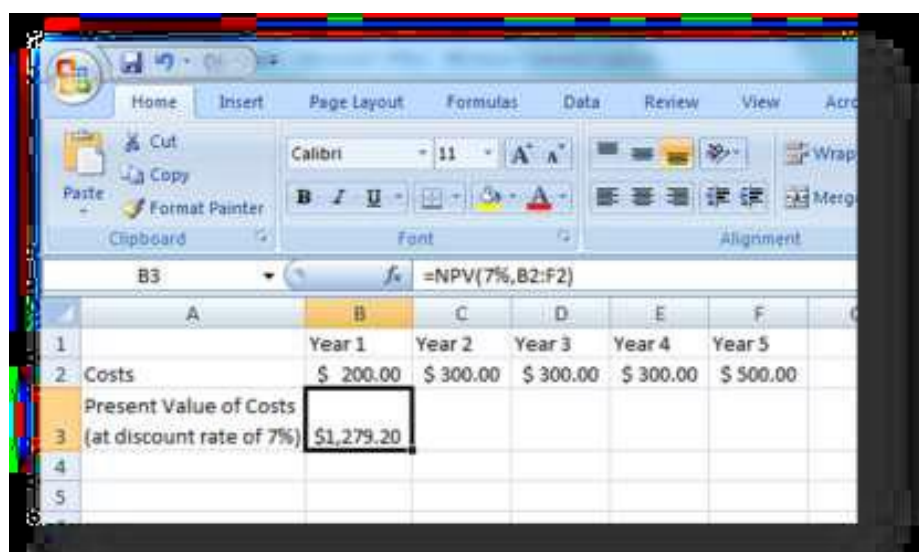 Home Insert Page Layout Formulas Data Review View Acro
Cut
Copy
Paste
Format Painter
Calibri 11 A A Wrap
B I U A Merg
Clipboard Font Alignment
B3 fx =NPV(7%,B2:F2)
A B C D E F
1 Year 1 Year 2 Year 3 Year 4 Year 5
2 Costs $ 200.00 $ 300.00 $ 300.00 $ 300.00 $ 500.00
Present Value of Costs
3 (at discount rate of 7%) $1,279.20
4
5